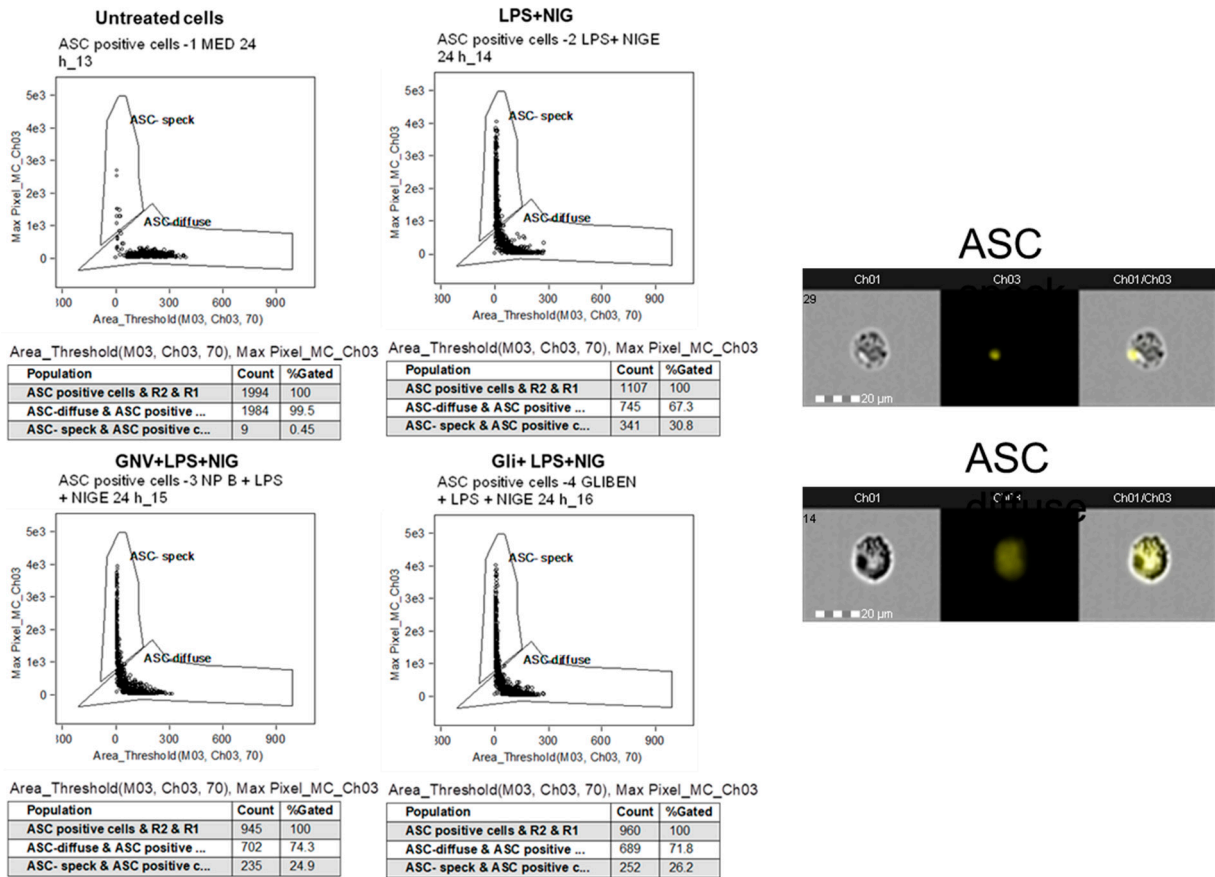 Untreated cells
ASC positive cells -1 MED 24
h_13
5e3
4e3
3e3
2e3
1e3
0
Max Pixel_MC_Ch03
ASC- speck
ASC-diffuse
300 0 300 600 900
Area_Threshold(M03, Ch03, 70)
Area_Threshold(M03, Ch03, 70), Max Pixel_MC_Ch03
Population Count %Gated
ASC positive cells & R2 & R1 1994 100
ASC-diffuse & ASC positive ... 1984 99.5
ASC- speck & ASC positive c... 9 0.45
LPS+NIG
ASC positive cells -2 LPS+ NIGE
24 h_14
5e3
4e3
3e3
2e3
1e3
0
Max Pixel_MC_Ch03
ASC- speck
ASC-diffuse
300 0 300 600 900
Area_Threshold(M03, Ch03, 70)
Area_Threshold(M03, Ch03, 70), Max Pixel_MC_Ch03
Population Count %Gated
ASC positive cells & R2 & R1 1107 100
ASC-diffuse & ASC positive ... 745 67.3
ASC- speck & ASC positive c... 341 30.8
GNV+LPS+NIG
ASC positive cells -3 NP B + LPS
+ NIGE 24 h_15
5e3
4e3
3e3
2e3
1e3
0
Max Pixel_MC_Ch03
ASC- speck
ASC-diffuse
300 0 300 600 900
Area_Threshold(M03, Ch03, 70)
Area_Threshold(M03, Ch03, 70), Max Pixel_MC_Ch03
Population Count %Gated
ASC positive cells & R2 & R1 945 100
ASC-diffuse & ASC positive ... 702 74.3
ASC- speck & ASC positive c... 235 24.9
Gli+ LPS+NIG
ASC positive cells -4 GLIBEN
+ LPS + NIGE 24 h_16
5e3
4e3
3e3
2e3
1e3
0
Max Pixel_MC_Ch03
ASC- speck
ASC-diffuse
300 0 300 600 900
Area_Threshold(M03, Ch03, 70)
Area_Threshold(M03, Ch03, 70), Max Pixel_MC_Ch03
Population Count %Gated
ASC positive cells & R2 & R1 960 100
ASC-diffuse & ASC positive ... 689 71.8
ASC- speck & ASC positive c... 252 26.2
ASC
speck
Ch01 Ch03 Ch01/Ch03
29
20 µm
ASC
diffuse
Ch01 Ch03 Ch01/Ch03
14
20 µm